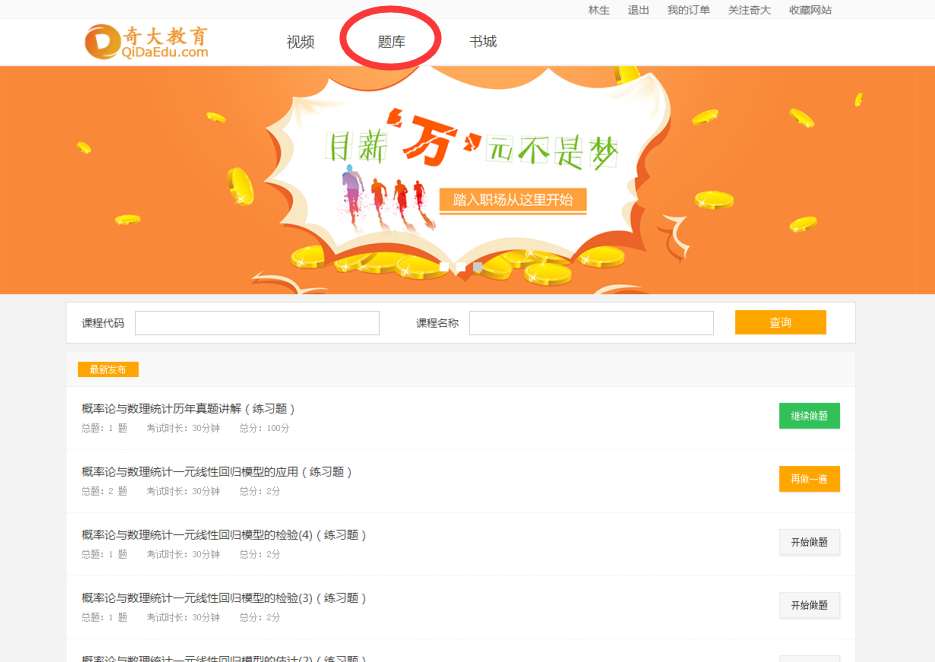 林生 退出 我的订单 关注奇大 收藏网站
奇大教育
QiDaEdu.com
视频 题库 书城
月薪‘万’元不是梦
踏入职场从这里开始
课程代码 课程名称 查询
最新发布
概率论与数理统计历年真题讲解（练习题）
总题：1 题 考试时长：30分钟 总分：100分
继续做题
概率论与数理统计一元线性回归模型的应用（练习题）
总题：2 题 考试时长：30分钟 总分：2分
再做一遍
概率论与数理统计一元线性回归模型的检验(4)（练习题）
总题：1 题 考试时长：30分钟 总分：2分
开始做题
概率论与数理统计一元线性回归模型的检验(3)（练习题）
总题：1 题 考试时长：30分钟 总分：2分
开始做题
概率论与数理统计一元线性回归模型的估计(2)（练习题）